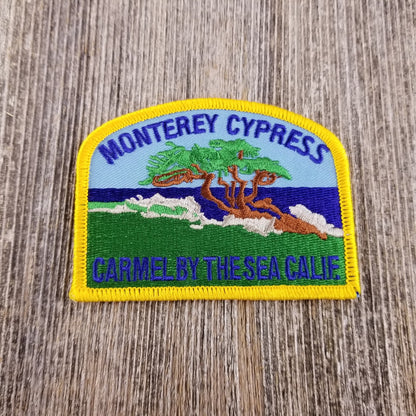 MONTEREY CYPRESS
CARMEL BY THE SEA CALIF.